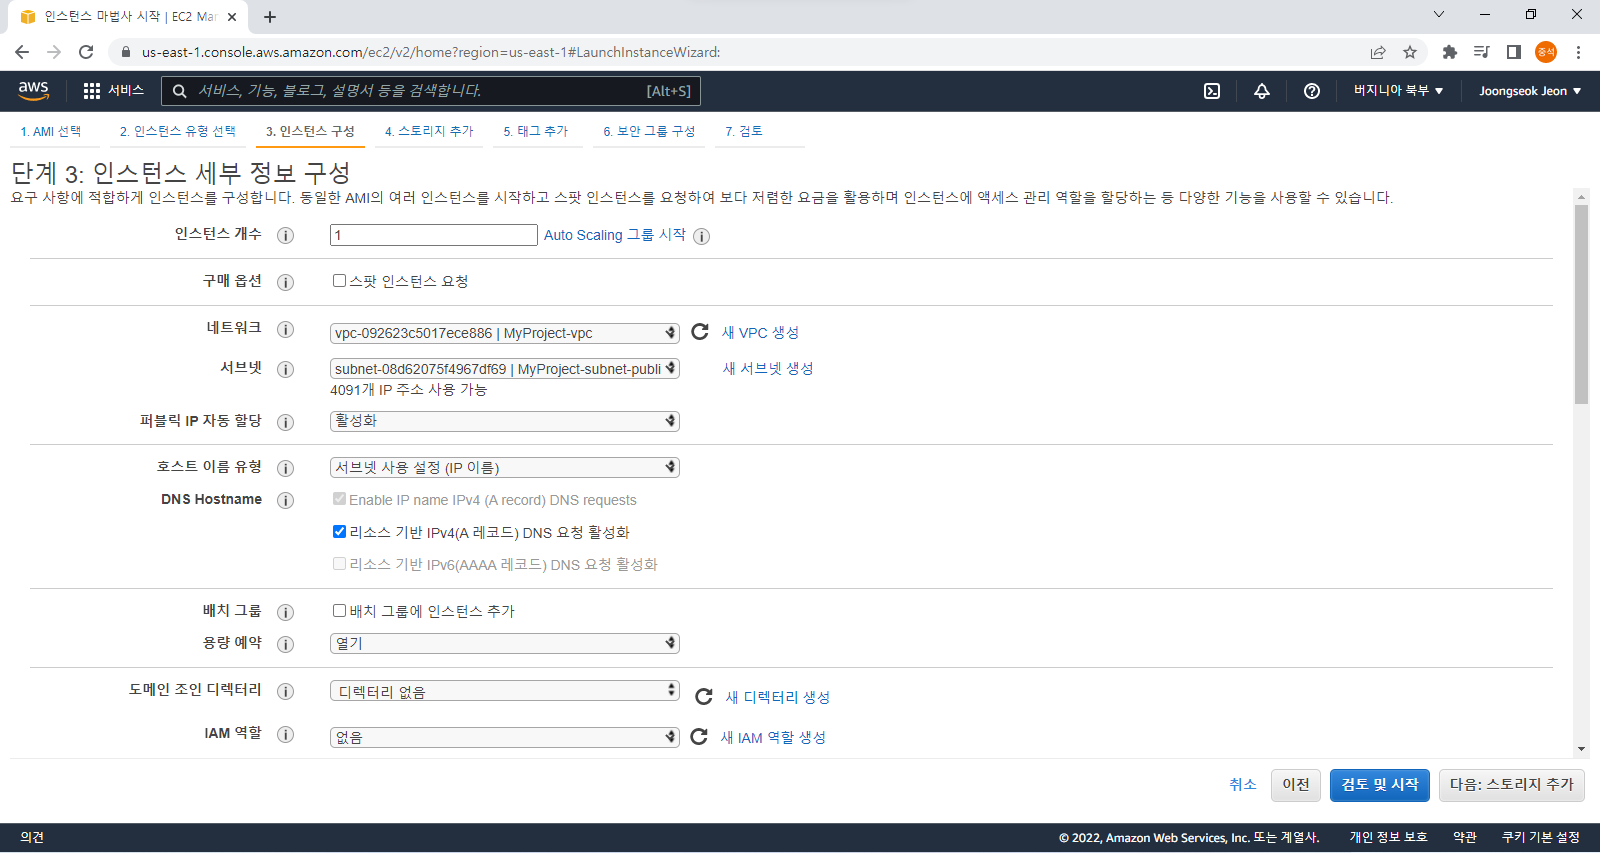 인스턴스 마법사 시작 | EC2 Mar
us-east-1.console.aws.amazon.com/ec2/v2/home?region=us-east-1#LaunchInstanceWizard:
중석
aws
서비스
서비스, 기능, 블로그, 설명서 등을 검색합니다.
[Alt+S]
버지니아 북부
Joongseok Jeon
1. AMI 선택
2. 인스턴스 유형 선택
3. 인스턴스 구성
4. 스토리지 추가
5. 태그 추가
6. 보안 그룹 구성
7. 검토
단계 3: 인스턴스 세부 정보 구성
요구 사항에 적합하게 인스턴스를 구성합니다. 동일한 AMI의 여러 인스턴스를 시작하고 스팟 인스턴스를 요청하여 보다 저렴한 요금을 활용하며 인스턴스에 액세스 관리 역할을 할당하는 등 다양한 기능을 사용할 수 있습니다.
인스턴스 개수
1
Auto Scaling 그룹 시작
구매 옵션
스팟 인스턴스 요청
네트워크
vpc-092623c5017ece886 | MyProject-vpc
새 VPC 생성
서브넷
subnet-08d62075f4967df69 | MyProject-subnet-publi
새 서브넷 생성
4091개 IP 주소 사용 가능
퍼블릭 IP 자동 할당
활성화
호스트 이름 유형
서브넷 사용 설정 (IP 이름)
DNS Hostname
Enable IP name IPv4 (A record) DNS requests
리소스 기반 IPv4(A 레코드) DNS 요청 활성화
리소스 기반 IPv6(AAAA 레코드) DNS 요청 활성화
배치 그룹
배치 그룹에 인스턴스 추가
용량 예약
열기
도메인 조인 디렉터리
디렉터리 없음
새 디렉터리 생성
IAM 역할
없음
새 IAM 역할 생성
취소
이전
검토 및 시작
다음: 스토리지 추가
의견
© 2022, Amazon Web Services, Inc. 또는 계열사.
개인 정보 보호
약관
쿠키 기본 설정